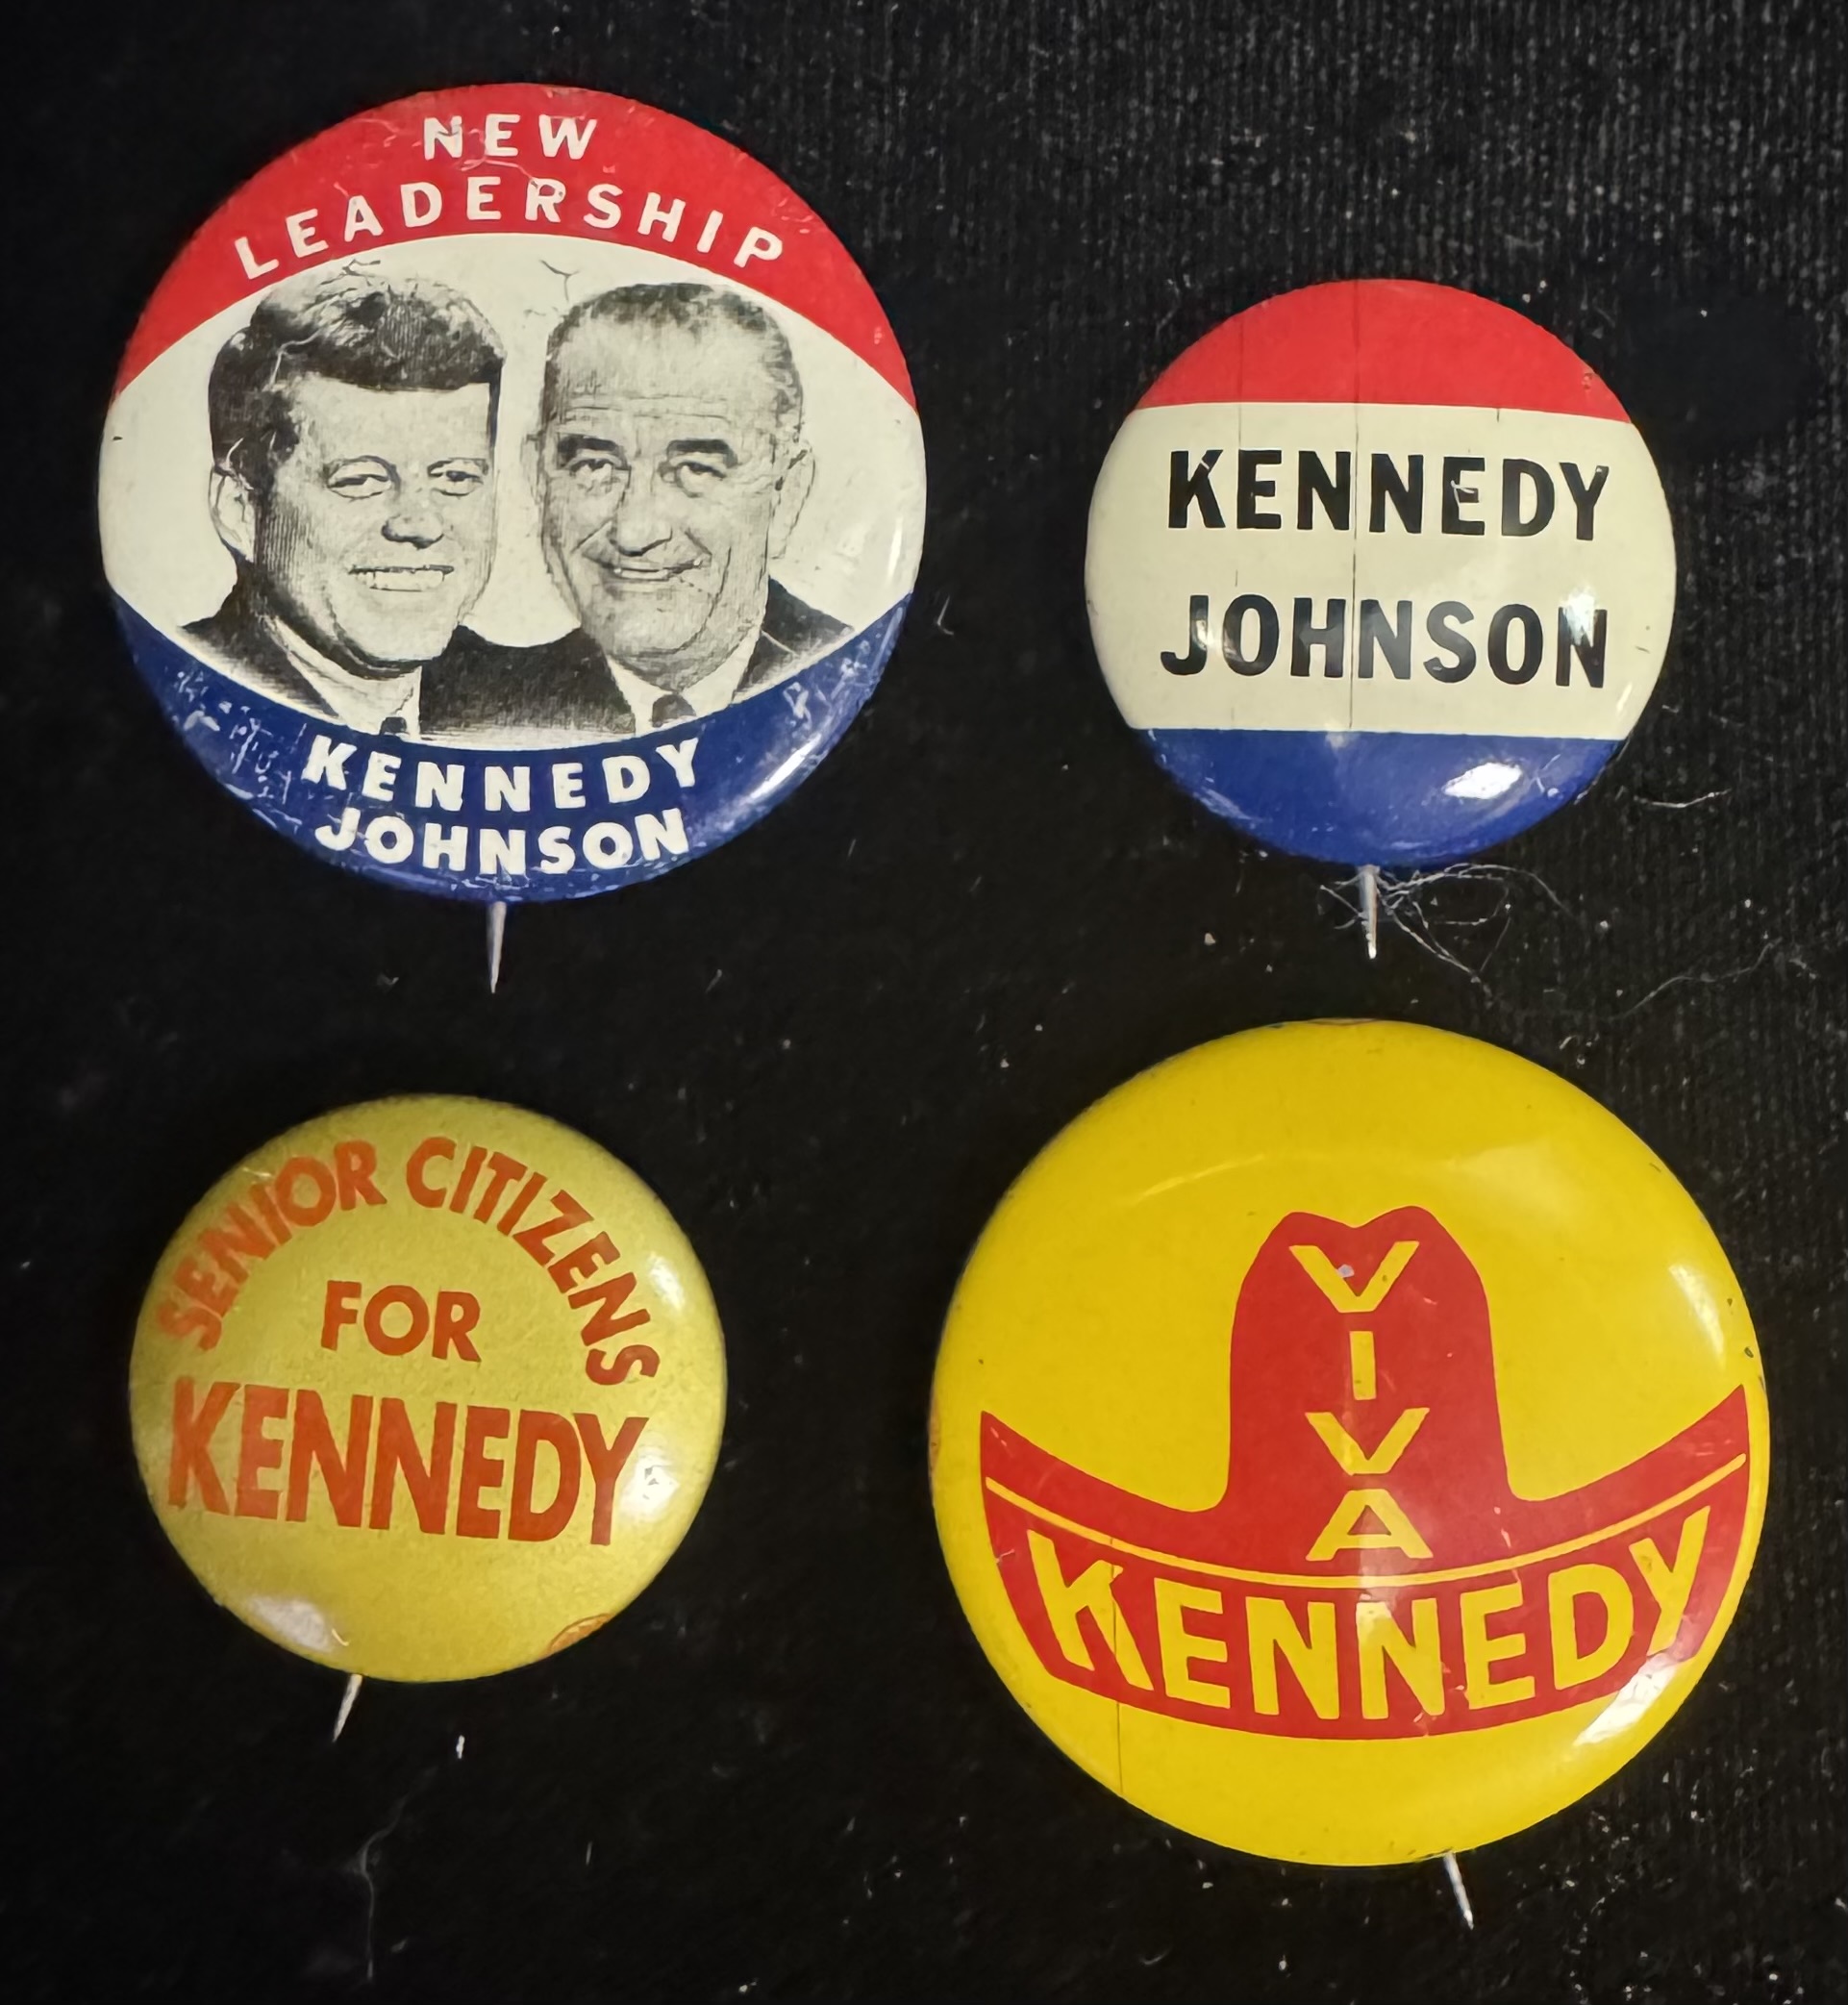 NEW
LEADERSHIP
KENNEDY
JOHNSON
KENNEDY
JOHNSON
SENIOR CITIZENS
FOR
KENNEDY
VIVA
KENNEDY